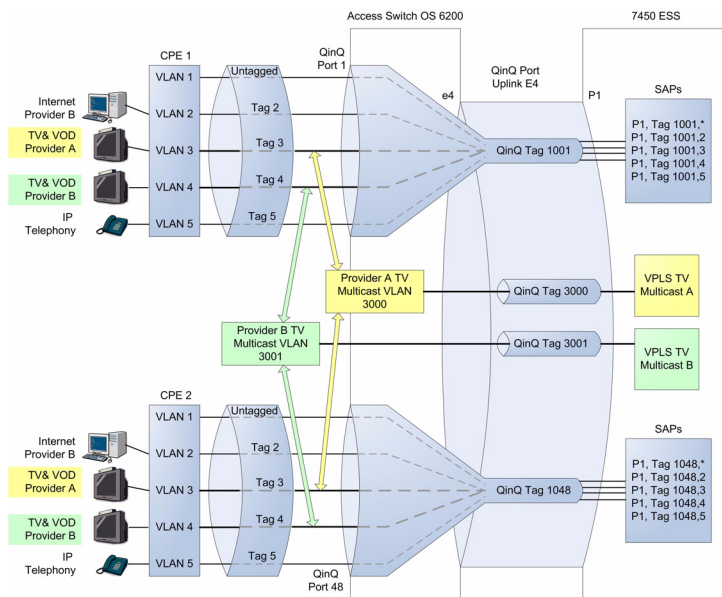 Access Switch OS 6200
7450 ESS
CPE 1
QinQ
Port 1
QinQ Port
Uplink E4
e4
P1
SAPs
VLAN 1
Untagged
Internet
Provider B
VLAN 2
Tag 2
TV& VOD
Provider A
VLAN 3
Tag 3
TV& VOD
Provider B
VLAN 4
Tag 4
IP
Telephony
VLAN 5
Tag 5
QinQ Tag 1001
P1, Tag 1001,*
P1, Tag 1001,2
P1, Tag 1001,3
P1, Tag 1001,4
P1, Tag 1001,5
Provider A TV
Multicast VLAN
3000
QinQ Tag 3000
VPLS TV
Multicast A
Provider B TV
Multicast VLAN
3001
QinQ Tag 3001
VPLS TV
Multicast B
CPE 2
VLAN 1
Untagged
Internet
Provider B
VLAN 2
Tag 2
TV& VOD
Provider A
VLAN 3
Tag 3
TV& VOD
Provider B
VLAN 4
Tag 4
IP
Telephony
VLAN 5
Tag 5
QinQ
Port 48
QinQ Tag 1048
SAPs
P1, Tag 1048,*
P1, Tag 1048,2
P1, Tag 1048,3
P1, Tag 1048,4
P1, Tag 1048,5